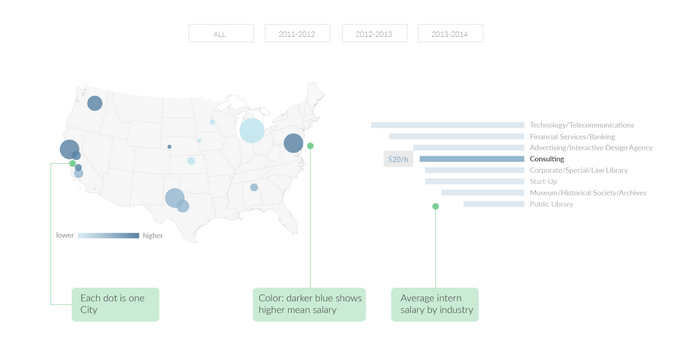 ALL
2011-2012
2012-2013
2013-2014
Technology/Telecommunications
Financial Services/Banking
Advertising/Interactive Design Agency
$20/h
Consulting
Corporate/Special/Law Library
Start-Up
Museum/Historical Society/Archives
Public Library
lower
higher
Each dot is one
City
Color: darker blue shows
higher mean salary
Average intern
salary by industry